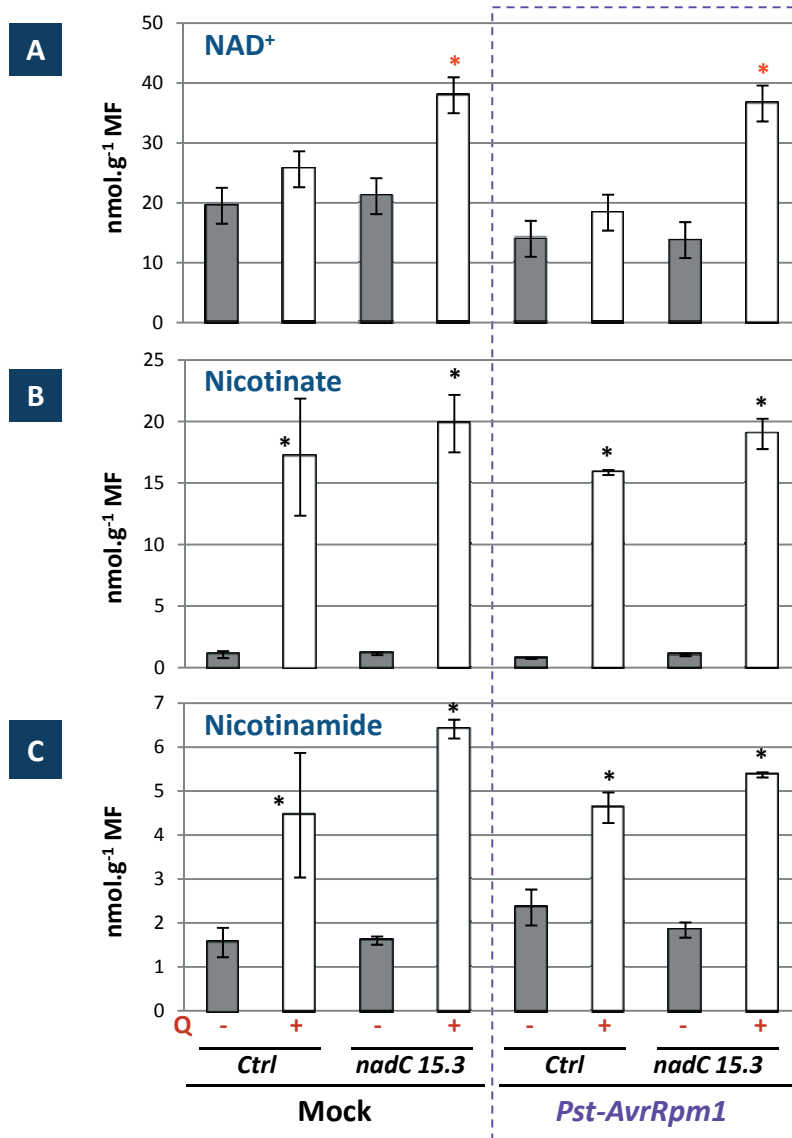 A
NAD⁺
50
40
30
20
10
0
nmol.g⁻¹ MF
*
*
B
Nicotinate
25
20
15
10
5
0
nmol.g⁻¹ MF
*
*
*
*
C
Nicotinamide
7
6
5
4
3
2
1
0
nmol.g⁻¹ MF
*
*
*
*
Q - + - + - + - +
Ctrl nadC 15.3 Ctrl nadC 15.3
Mock Pst-AvrRpm1